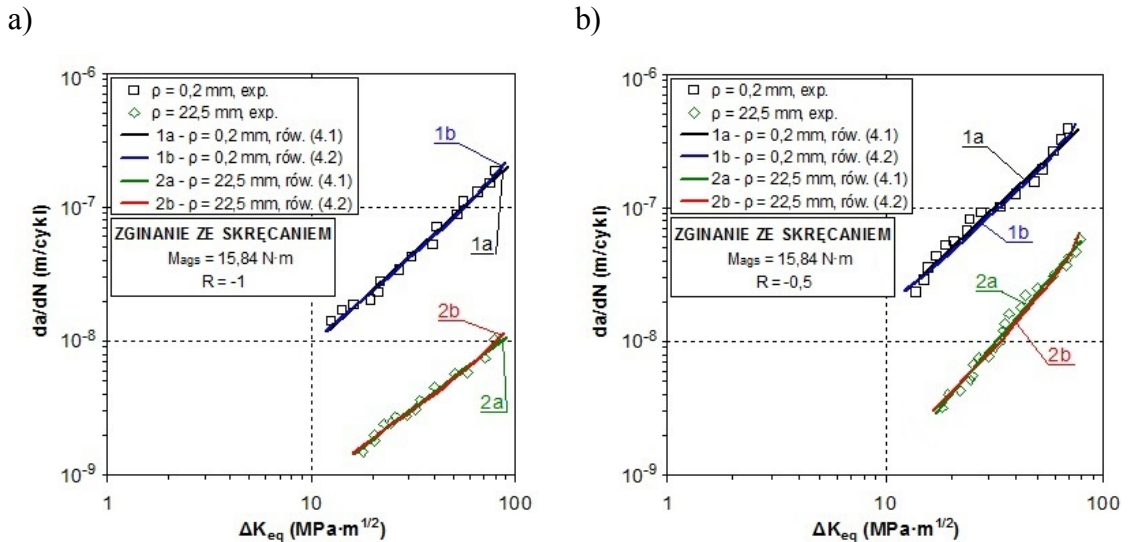 a)
10⁻⁶
10⁻⁷
10⁻⁸
10⁻⁹
da/dN (m/cykl)
ρ = 0,2 mm, exp.
ρ = 22,5 mm, exp.
1a - ρ = 0,2 mm, rów. (4.1)
1b - ρ = 0,2 mm, rów. (4.2)
2a - ρ = 22,5 mm, rów. (4.1)
2b - ρ = 22,5 mm, rów. (4.2)
ZGINANIE ZE SKRĘCANIEM
Mags = 15,84 N·m
R = -1
1b
1a
2b
2a
1 10 100
ΔKeq (MPa·m1/2)
b)
10⁻⁶
10⁻⁷
10⁻⁸
10⁻⁹
da/dN (m/cykl)
ρ = 0,2 mm, exp.
ρ = 22,5 mm, exp.
1a - ρ = 0,2 mm, rów. (4.1)
1b - ρ = 0,2 mm, rów. (4.2)
2a - ρ = 22,5 mm, rów. (4.1)
2b - ρ = 22,5 mm, rów. (4.2)
ZGINANIE ZE SKRĘCANIEM
Mags = 15,84 N·m
R = -0,5
1a
1b
2a
2b
1 10 100
ΔKeq (MPa·m1/2)